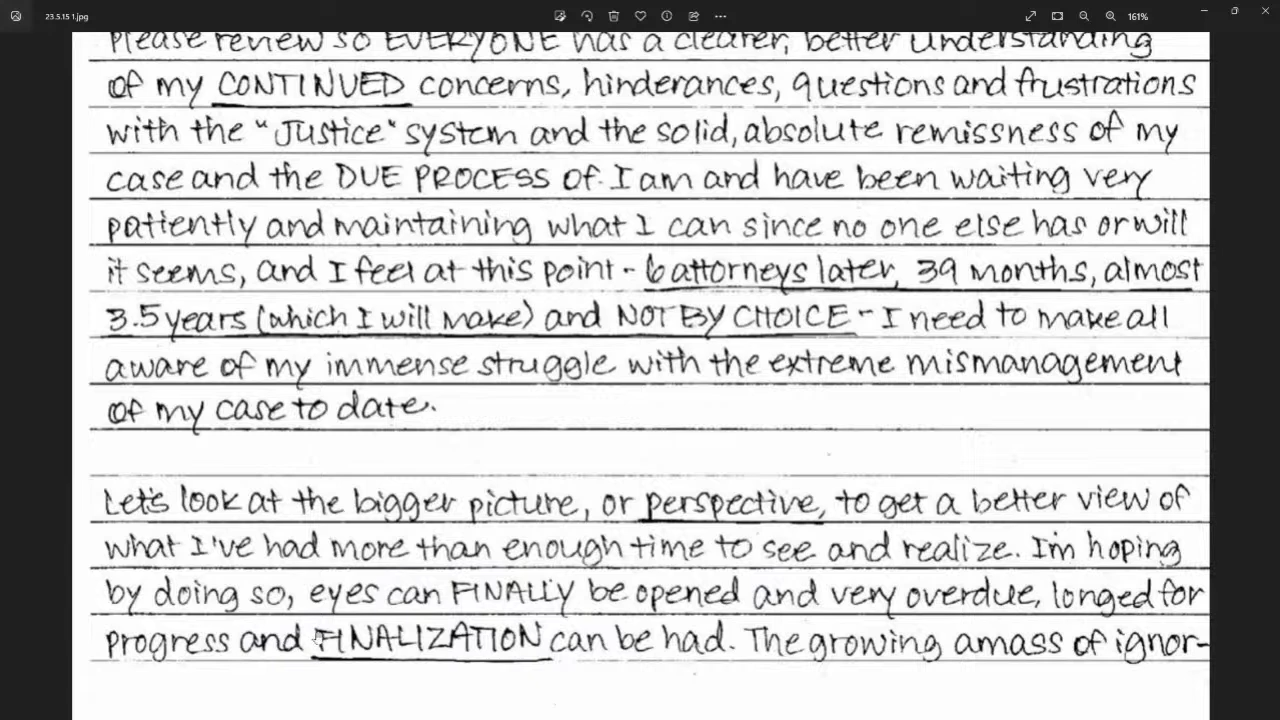 23.5.15 1.jpg
161%
Please review so EVERYONE has a clearer, better understanding
of my CONTINUED concerns, hinderances, questions and frustrations
with the "Justice" system and the solid, absolute remissness of my
case and the DUE PROCESS of. I am and have been waiting very
patiently and maintaining what I can since no one else has or will
it seems, and I feel at this point - 6 attorneys later, 39 months, almost
3.5 years (which I will make) and NOT BY CHOICE - I need to make all
aware of my immense struggle with the extreme mismanagement
of my case to date.
Let's look at the bigger picture, or perspective, to get a better view of
what I've had more than enough time to see and realize. I'm hoping
by doing so, eyes can FINALLY be opened and very overdue, longed for
progress and FINALIZATION can be had. The growing amass of ignor-